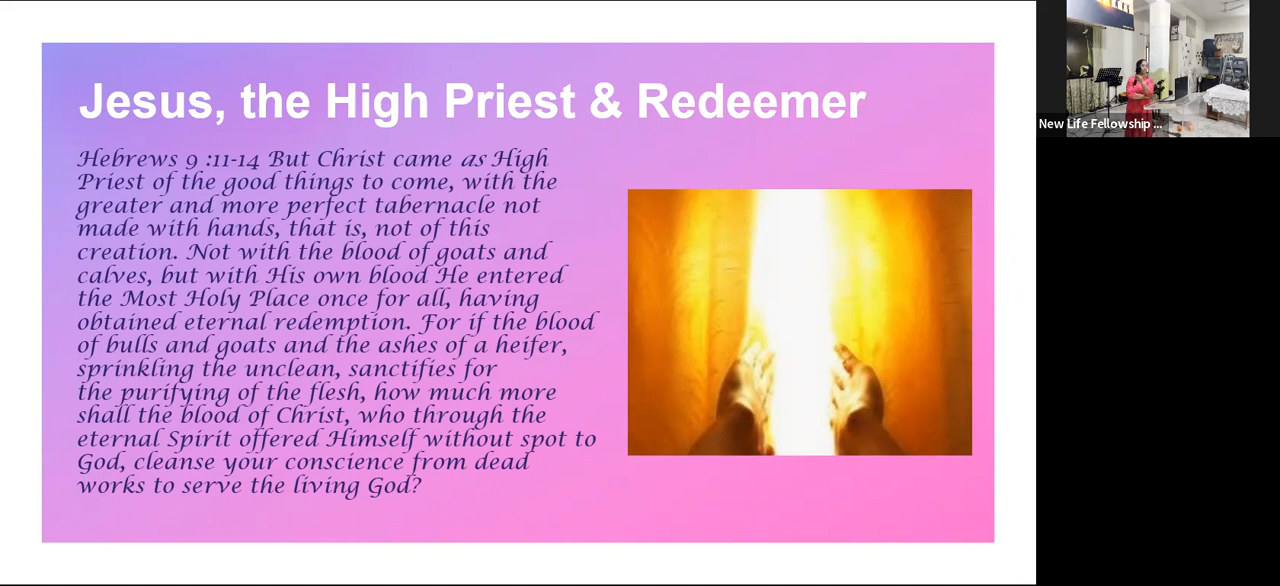 Jesus, the High Priest & Redeemer
Hebrews 9 :11-14 But Christ came as High
Priest of the good things to come, with the
greater and more perfect tabernacle not
made with hands, that is, not of this
creation. Not with the blood of goats and
calves, but with His own blood He entered
the Most Holy Place once for all, having
obtained eternal redemption. For if the blood
of bulls and goats and the ashes of a heifer,
sprinkling the unclean, sanctifies for
the purifying of the flesh, how much more
shall the blood of Christ, who through the
eternal Spirit offered Himself without spot to
God, cleanse your conscience from dead
works to serve the living God?
New Life Fellowship ...